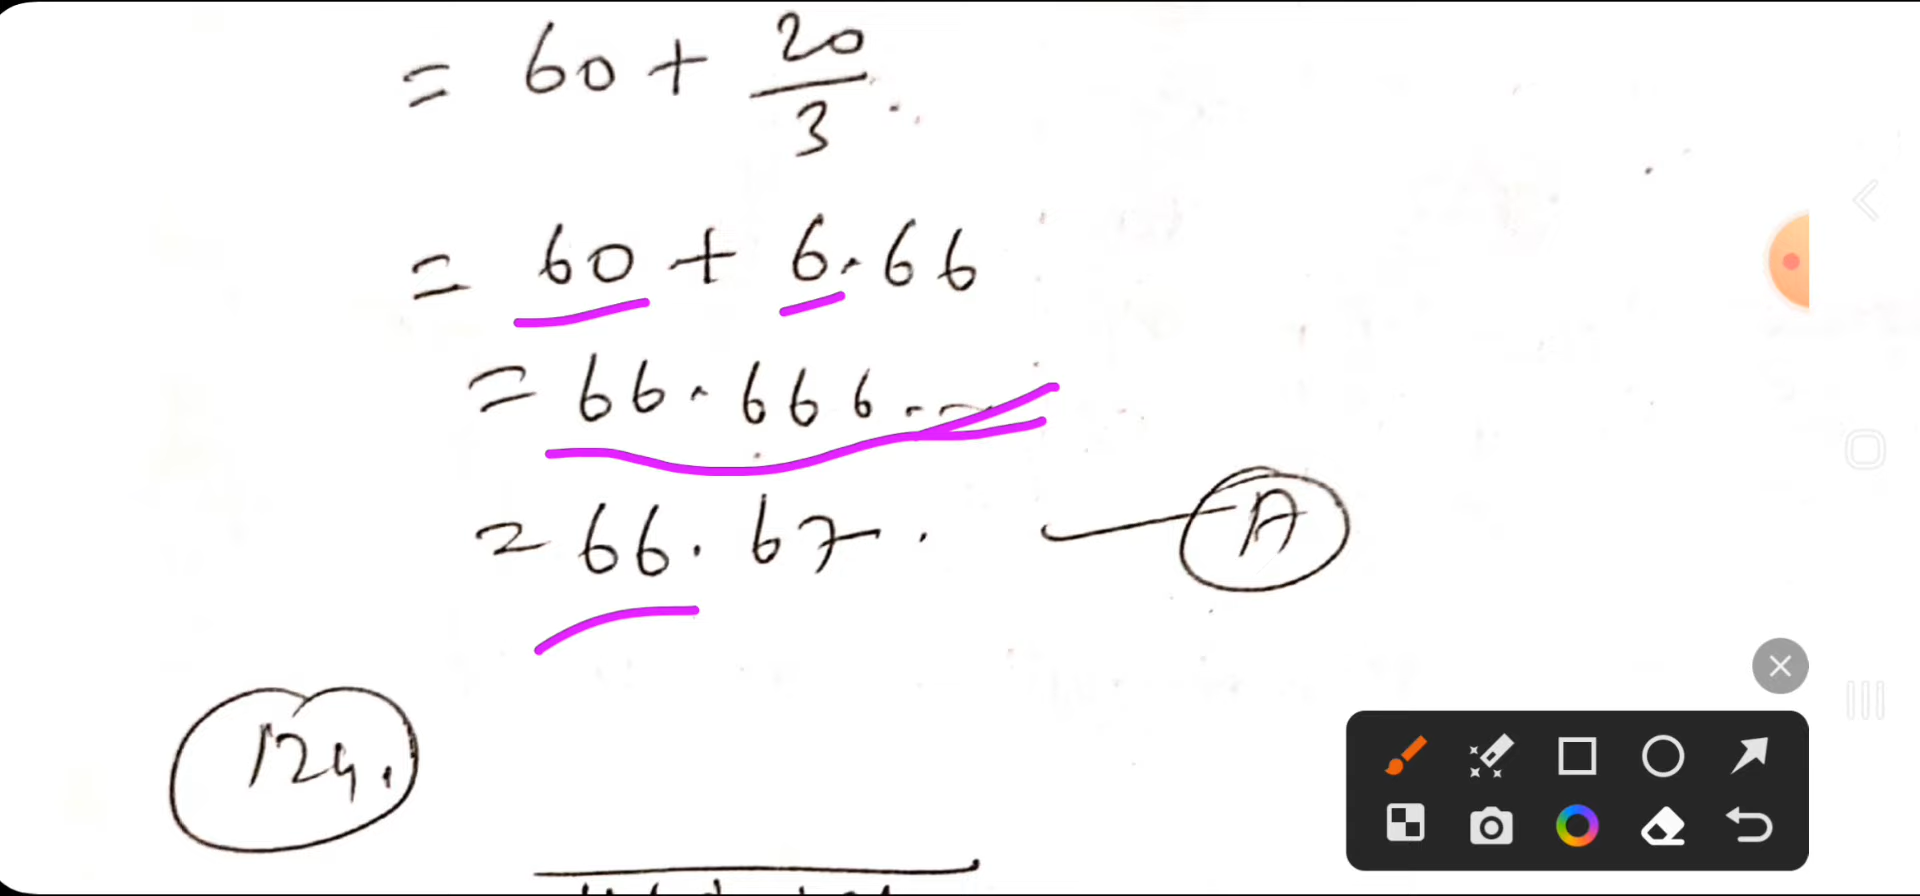 = 60 + 20/3
= 60 + 6.66
= 66.666...
= 66.67. A
124.